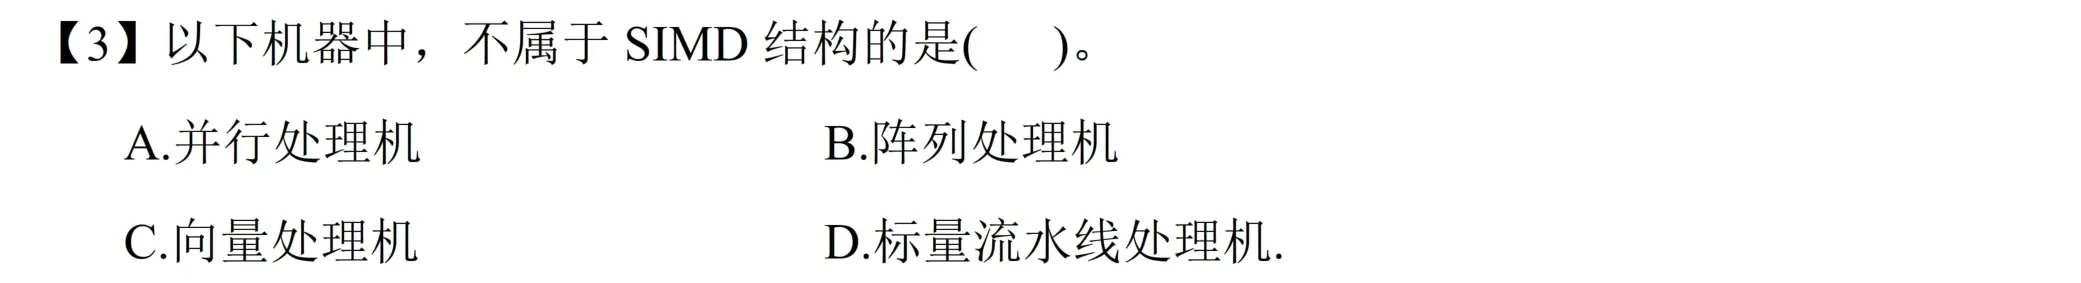 【3】以下机器中，不属于 SIMD 结构的是(    )。
A.并行处理机    B.阵列处理机
C.向量处理机    D.标量流水线处理机.